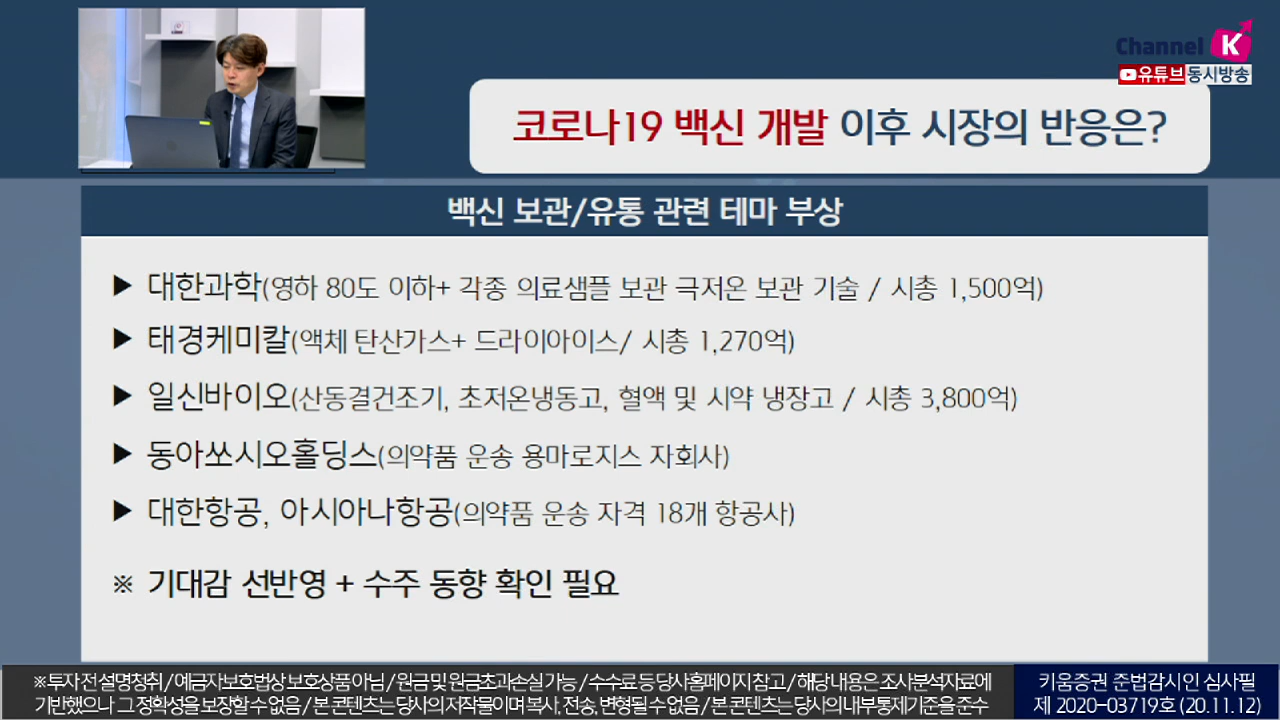 Channel K
유튜브동시방송
코로나19 백신 개발 이후 시장의 반응은?
백신 보관/유통 관련 테마 부상
▶ 대한과학(영하 80도 이하+ 각종 의료샘플 보관 극저온 보관 기술 / 시총 1,500억)
▶ 태경케미칼(액체 탄산가스+ 드라이아이스/ 시총 1,270억)
▶ 일신바이오(산동결건조기, 초저온냉동고, 혈액 및 시약 냉장고 / 시총 3,800억)
▶ 동아쏘시오홀딩스(의약품 운송 용마로지스 자회사)
▶ 대한항공, 아시아나항공(의약품 운송 자격 18개 항공사)
※ 기대감 선반영 + 수주 동향 확인 필요
※ 투자 전 설명청취 / 예금자보호법상 보호상품 아님 / 원금 및 원금초과손실 가능 / 수수료 등 당사홈페이지 참고 / 해당 내용은 조사분석자료에
기반했으나 그 정확성을 보장할 수 없음 / 본 콘텐츠는 당사의 저작물이며 복사, 전송, 변형될 수 없음 / 본 콘텐츠는 당사의 내부통제기준을 준수
키움증권 준법감시인 심사필
제 2020-03719호 (20.11.12)